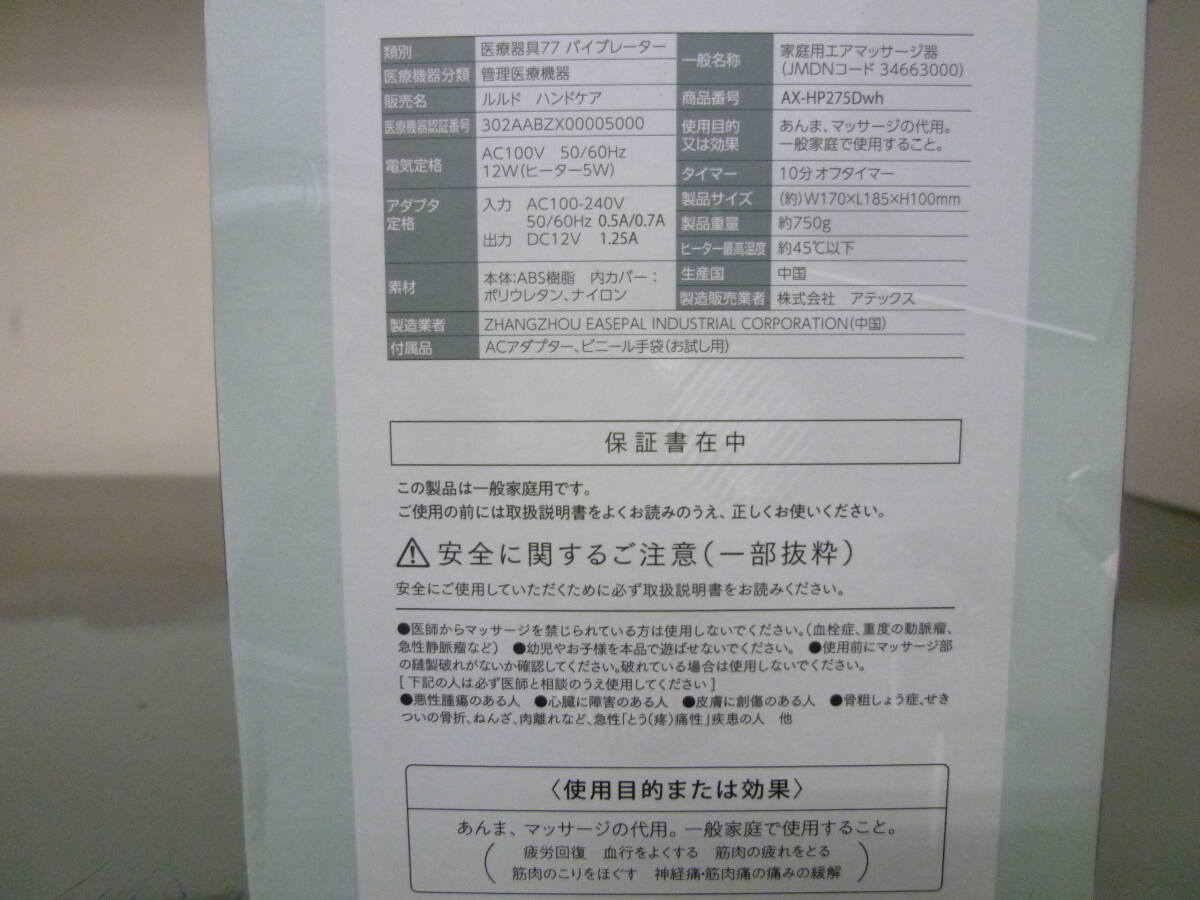 類別 医療器具77 バイブレーター
医療機器分類 管理医療機器
販売名 ルルド ハンドケア
医療機器認証番号 302AABZX00005000
電気定格 AC100V 50/60Hz
12W(ヒーター5W)
アダプタ定格 入力 AC100-240V
50/60Hz 0.5A/0.7A
出力 DC12V 1.25A
素材 本体:ABS樹脂 内カバー:
ポリウレタン、ナイロン
一般名称 家庭用エアマッサージ器
(JMDNコード 34663000)
商品番号 AX-HP275Dwh
使用目的 あんま、マッサージの代用。
又は効果 一般家庭で使用すること。
タイマー 10分オフタイマー
製品サイズ (約)W170×L185×H100mm
製品重量 約750g
ヒーター最高温度 約45℃以下
生産国 中国
製造販売業者 株式会社 アテックス
製造業者 ZHANGZHOU EASEPAL INDUSTRIAL CORPORATION(中国)
付属品 ACアダプター、ビニール手袋(お試し用)
保証書在中
この製品は一般家庭用です。
ご使用の前には取扱説明書をよくお読みのうえ、正しくお使いください。
安全に関するご注意(一部抜粋)
安全にご使用していただくために必ず取扱説明書をお読みください。
●医師からマッサージを禁じられている方は使用しないでください。(血栓症、重度の動脈瘤、
急性静脈瘤など) ●幼児やお子様を本品で遊ばせないでください。 ●使用前にマッサージ部
の縫製破れがないか確認してください。破れている場合は使用しないでください。
[下記の人は必ず医師と相談のうえ使用してください]
●悪性腫瘍のある人 ●心臓に障害のある人 ●皮膚に創傷のある人 ●骨粗しょう症、せき
ついの骨折、ねんざ、肉離れなど、急性「とう(疼)痛性」疾患の人 他
〈使用目的または効果〉
あんま、マッサージの代用。一般家庭で使用すること。
(疲労回復 血行をよくする 筋肉の疲れをとる
筋肉のこりをほぐす 神経痛・筋肉痛の痛みの緩解)